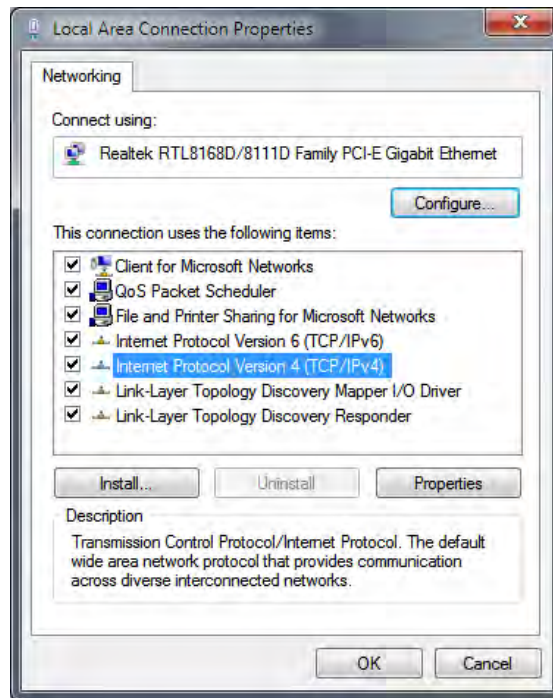 Local Area Connection Properties
Networking
Connect using:
Realtek RTL8168D/8111D Family PCI-E Gigabit Ethernet
Configure...
This connection uses the following items:
Client for Microsoft Networks
QoS Packet Scheduler
File and Printer Sharing for Microsoft Networks
Internet Protocol Version 6 (TCP/IPv6)
Internet Protocol Version 4 (TCP/IPv4)
Link-Layer Topology Discovery Mapper I/O Driver
Link-Layer Topology Discovery Responder
Install...
Uninstall
Properties
Description
Transmission Control Protocol/Internet Protocol. The default
wide area network protocol that provides communication
across diverse interconnected networks.
OK
Cancel